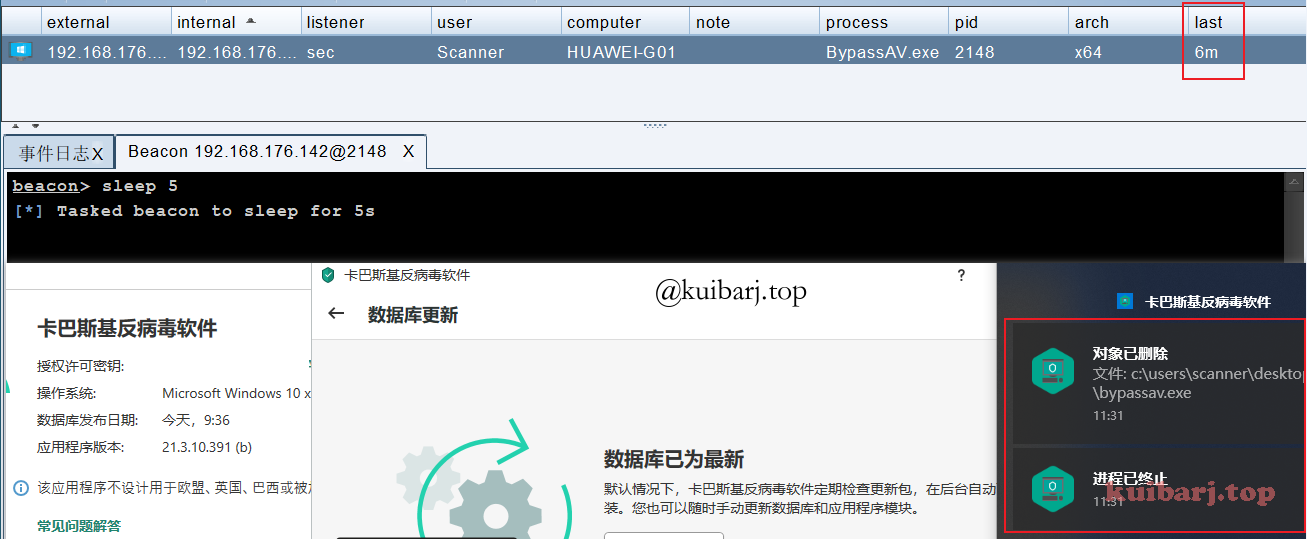 external internal listener user computer note process pid arch last
192.168.176.... 192.168.176.... sec Scanner HUAWEI-G01 BypassAV.exe 2148 x64 6m
事件日志X Beacon 192.168.176.142@2148 X
beacon> sleep 5
[*] Tasked beacon to sleep for 5s
卡巴斯基反病毒软件
授权许可密钥:
操作系统: Microsoft Windows 10 x
数据库发布日期: 今天，9:36
应用程序版本: 21.3.10.391 (b)
该应用程序不设计用于欧盟、英国、巴西或被
常见问题解答
卡巴斯基反病毒软件 ?
@kuibarj.top
← 数据库更新
数据库已为最新
默认情况下，卡巴斯基反病毒软件定期检查更新包，在后台自动
装。您也可以随时手动更新数据库和应用程序模块。
卡巴斯基反病毒软件
对象已删除
文件: c:\users\scanner\desktop
\bypassav.exe
11:31
进程已终止
11:31
kuibarj.top